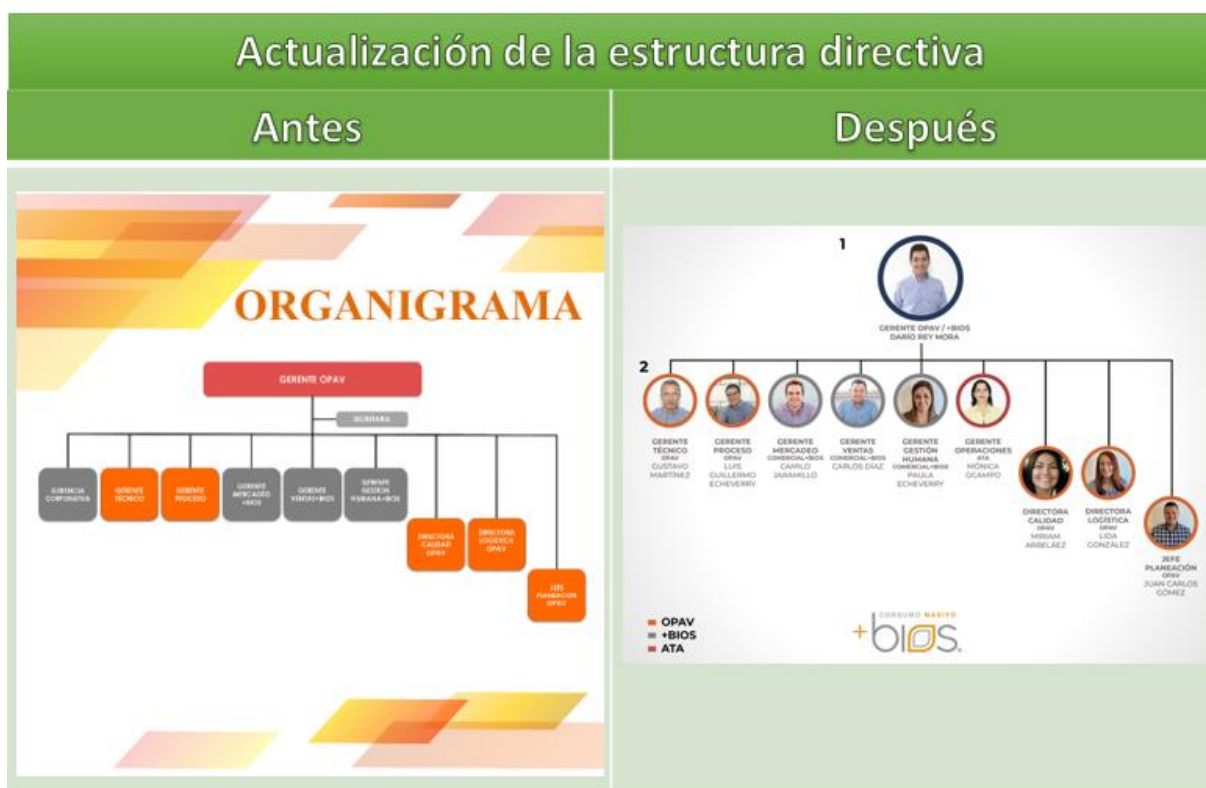 Actualización de la estructura directiva
Antes
Después
ORGANIGRAMA
GERENTE OPAV
SECRETARIA
GERENCIA
CORPORATIVA
GERENTE
TÉCNICO
GERENTE
PROCESO
GERENTE
MERCADEO
+BIOS
GERENTE
VENTAS+BIOS
GERENTE
GESTIÓN
HUMANA+BIOS
DIRECTORA
CALIDAD
OPAV
DIRECTORA
LOGÍSTICA
OPAV
JEFE
PLANEACIÓN
OPAV
1
GERENTE OPAV / +BIOS
DARÍO REY MORA
2
GERENTE
TÉCNICO
OPAV
GUSTAVO
MARTÍNEZ
GERENTE
PROCESO
OPAV
LUIS
GUILLERMO
ECHEVERRY
GERENTE
MERCADEO
COMERCIAL+BIOS
CAMILO
JARAMILLO
GERENTE
VENTAS
COMERCIAL+BIOS
CARLOS DÍAZ
GERENTE
GESTIÓN
HUMANA
COMERCIAL+BIOS
PAULA
ECHEVERRY
GERENTE
OPERACIONES
ATA
MÓNICA
OCAMPO
DIRECTORA
CALIDAD
OPAV
MIRIAM
ARBELÁEZ
DIRECTORA
LOGÍSTICA
OPAV
LIDA
GONZÁLEZ
JEFE
PLANEACIÓN
OPAV
JUAN CARLOS
GÓMEZ
OPAV
+BIOS
ATA
CONSUMO MASIVO
+bios®